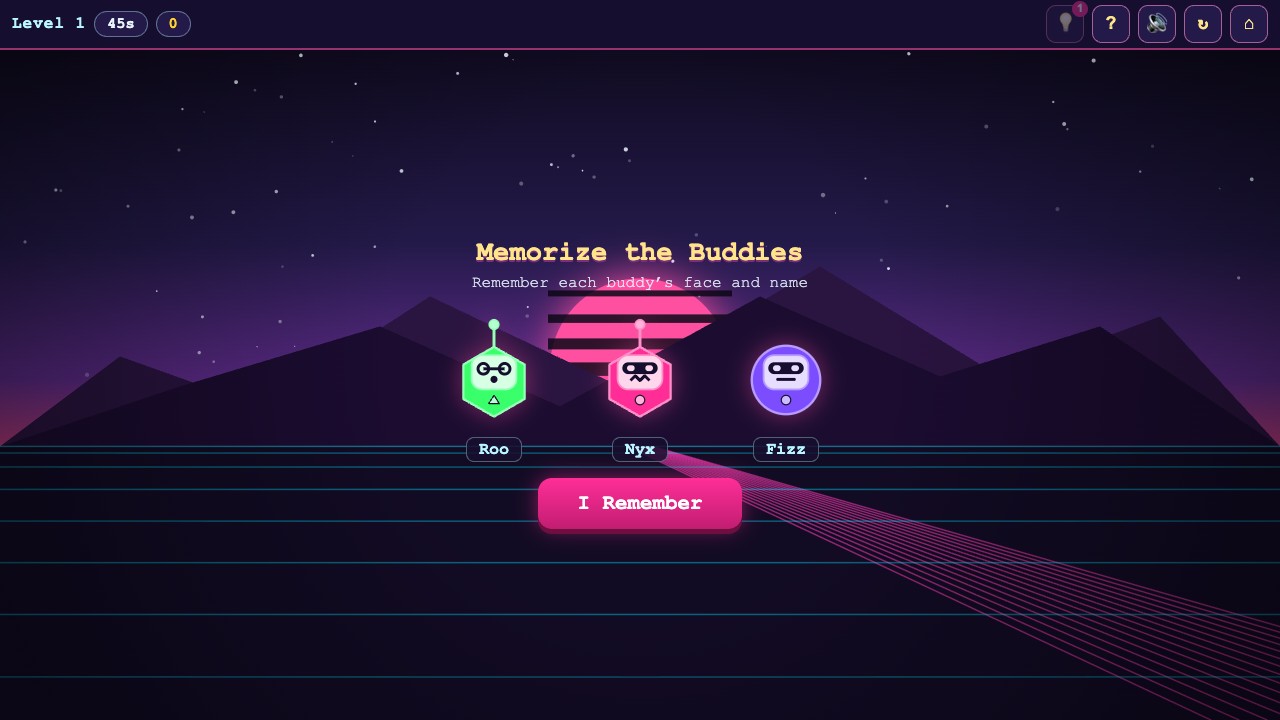 Level 1 45s 0 1 ? ↻ ⌂
Memorize the Buddies
Remember each buddy's face and name
Roo Nyx Fizz
I Remember